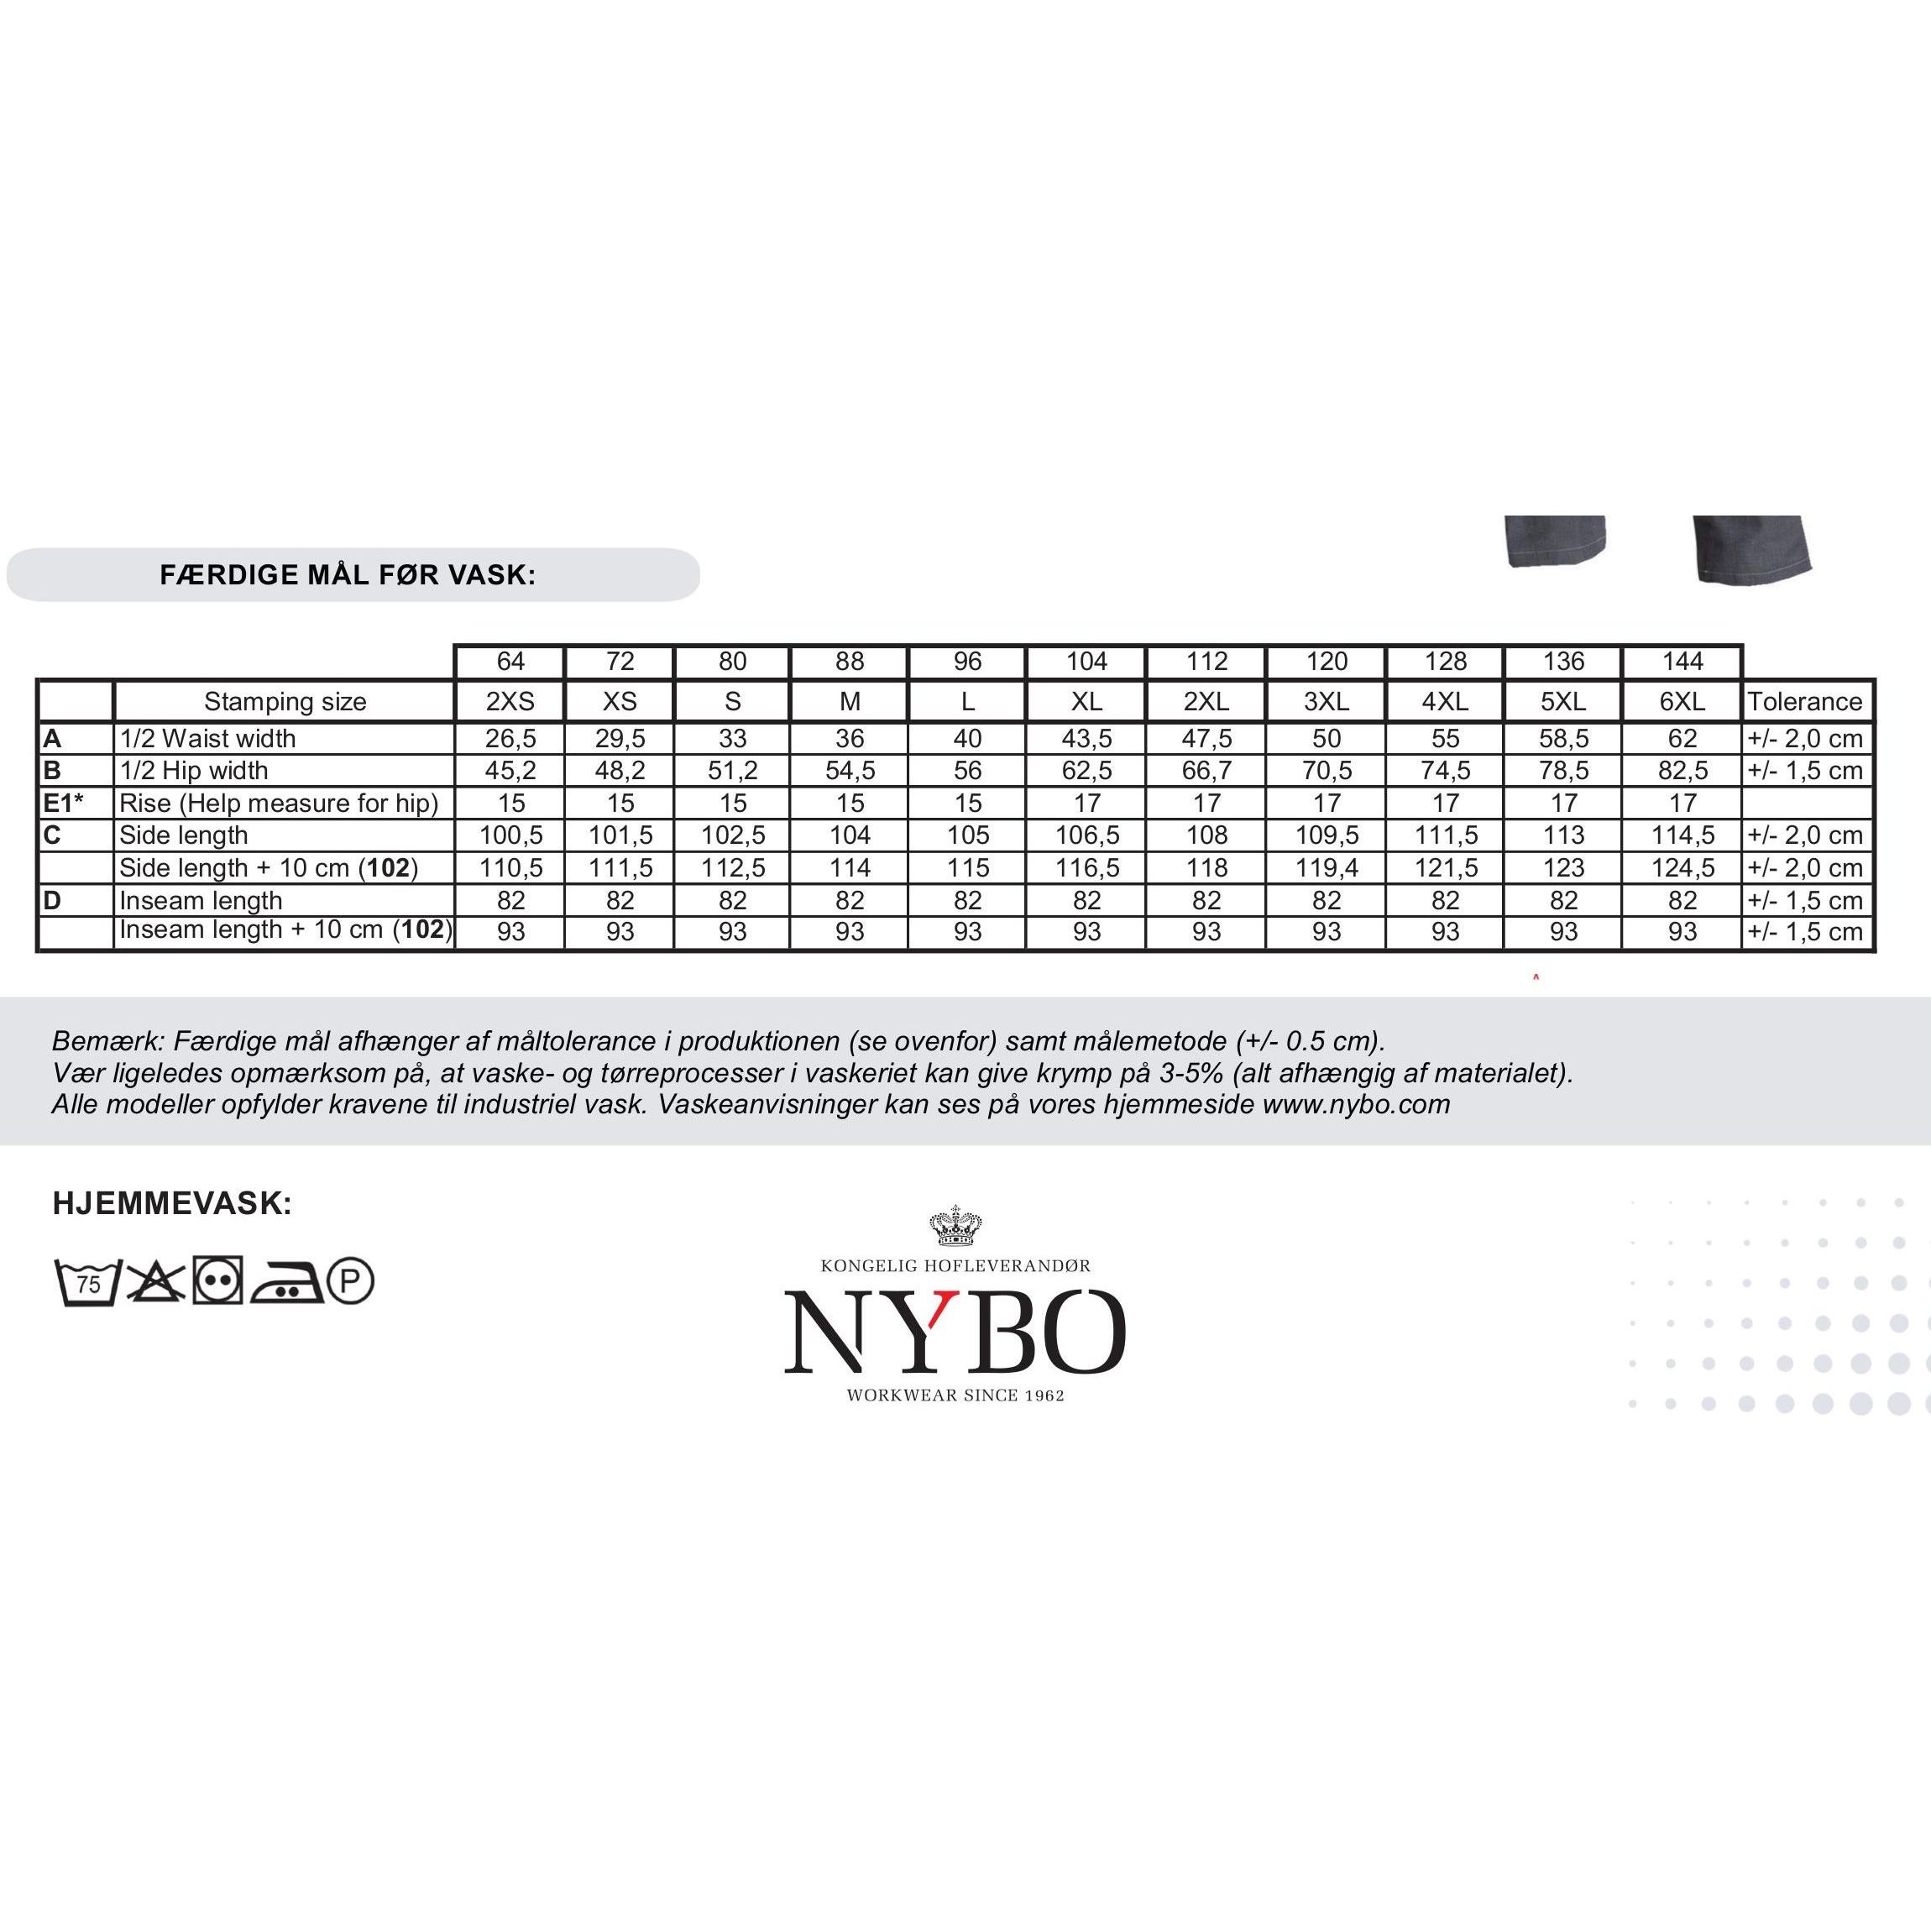 FÆRDIGE MÅL FØR VASK:
64 72 80 88 96 104 112 120 128 136 144
Stamping size 2XS XS S M L XL 2XL 3XL 4XL 5XL 6XL Tolerance
A 1/2 Waist width 26,5 29,5 33 36 40 43,5 47,5 50 55 58,5 62 +/- 2,0 cm
B 1/2 Hip width 45,2 48,2 51,2 54,5 56 62,5 66,7 70,5 74,5 78,5 82,5 +/- 1,5 cm
E1* Rise (Help measure for hip) 15 15 15 15 15 17 17 17 17 17 17
C Side length 100,5 101,5 102,5 104 105 106,5 108 109,5 111,5 113 114,5 +/- 2,0 cm
Side length + 10 cm (102) 110,5 111,5 112,5 114 115 116,5 118 119,4 121,5 123 124,5 +/- 2,0 cm
D Inseam length 82 82 82 82 82 82 82 82 82 82 82 +/- 1,5 cm
Inseam length + 10 cm (102) 93 93 93 93 93 93 93 93 93 93 93 +/- 1,5 cm
Bemærk: Færdige mål afhænger af måltolerance i produktionen (se ovenfor) samt målemetode (+/- 0.5 cm).
Vær ligeledes opmærksom på, at vaske- og tørreprocesser i vaskeriet kan give krymp på 3-5% (alt afhængig af materialet).
Alle modeller opfylder kravene til industriel vask. Vaskeanvisninger kan ses på vores hjemmeside www.nybo.com
HJEMMEVASK:
75 P
KONGELIG HOFLEVERANDØR
NYBO
WORKWEAR SINCE 1962